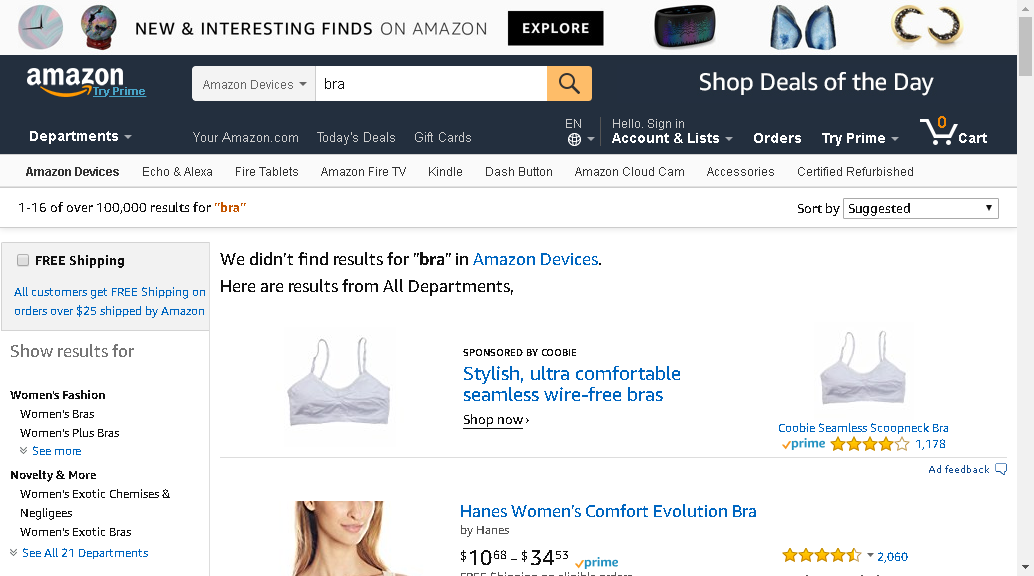 NEW & INTERESTING FINDS ON AMAZON EXPLORE
amazon
Try Prime
Amazon Devices bra
Shop Deals of the Day
Departments
Your Amazon.com Today's Deals Gift Cards
EN
Hello. Sign in
Account & Lists Orders Try Prime 0 Cart
Amazon Devices Echo & Alexa Fire Tablets Amazon Fire TV Kindle Dash Button Amazon Cloud Cam Accessories Certified Refurbished
1-16 of over 100,000 results for "bra"
Sort by Suggested
FREE Shipping
All customers get FREE Shipping on
orders over $25 shipped by Amazon
Show results for
Women's Fashion
Women's Bras
Women's Plus Bras
See more
Novelty & More
Women's Exotic Chemises &
Negligees
Women's Exotic Bras
See All 21 Departments
We didn't find results for "bra" in Amazon Devices.
Here are results from All Departments,
SPONSORED BY COOBIE
Stylish, ultra comfortable
seamless wire-free bras
Shop now ›
Coobie Seamless Scoopneck Bra
prime 1,178
Ad feedback
Hanes Women's Comfort Evolution Bra
by Hanes
$10 68 - $34 53 prime
2,060
FREE Shipping on eligible orders